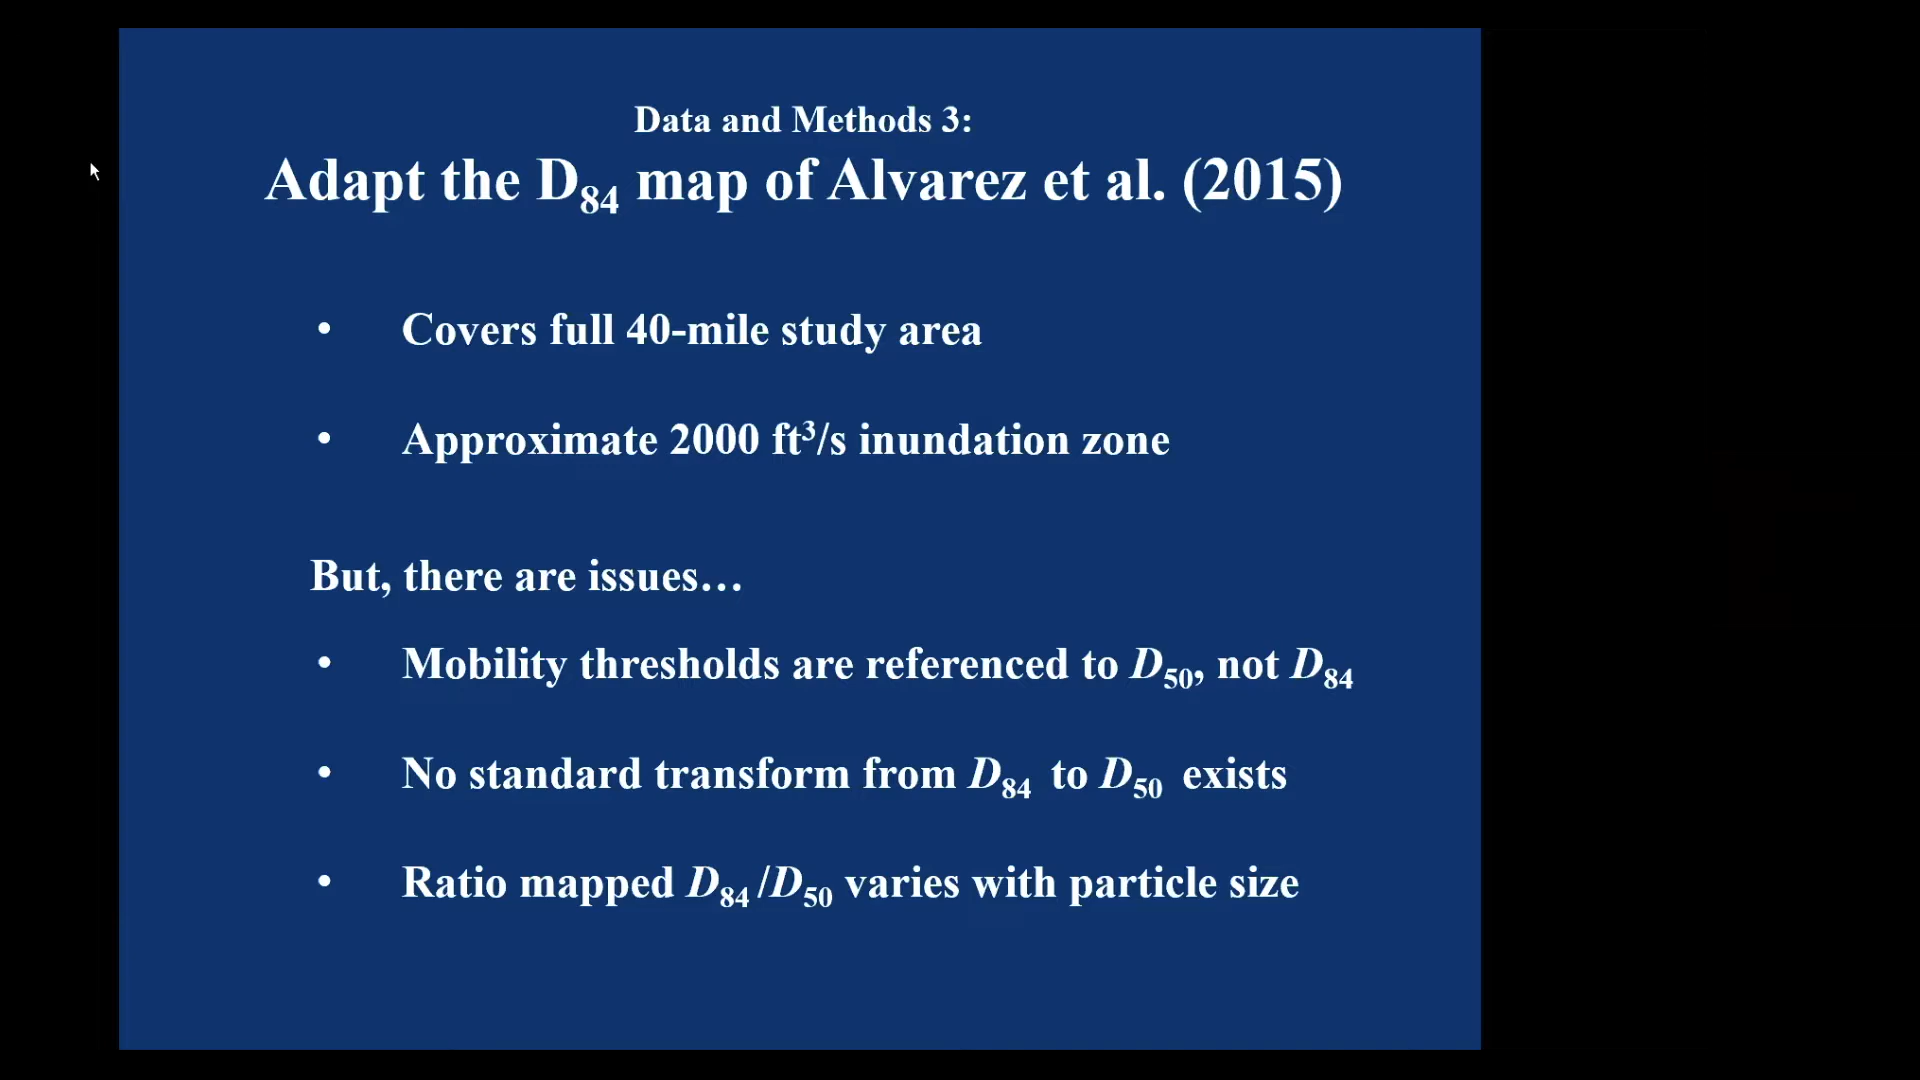 Data and Methods 3:
Adapt the D₈₄ map of Alvarez et al. (2015)
• Covers full 40-mile study area
• Approximate 2000 ft³/s inundation zone
But, there are issues…
• Mobility thresholds are referenced to D₅₀, not D₈₄
• No standard transform from D₈₄ to D₅₀ exists
• Ratio mapped D₈₄ /D₅₀ varies with particle size